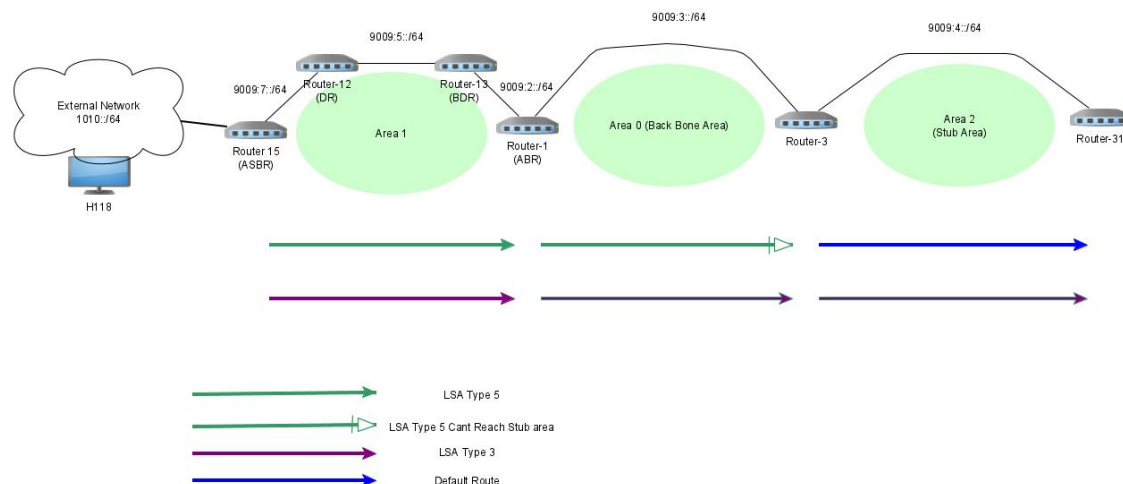 9009:5::/64
9009:3::/64
9009:4::/64
External Network
1010::/64
9009:7::/64
Router-12
(DR)
Router-13
(BDR)
9009:2::/64
Area 1
Area 0 (Back Bone Area)
Area 2
(Stub Area)
Router 15
(ASBR)
Router-1
(ABR)
Router-3
Router-31
H118
LSA Type 5
LSA Type 5 Cant Reach Stub area
LSA Type 3
Default Route